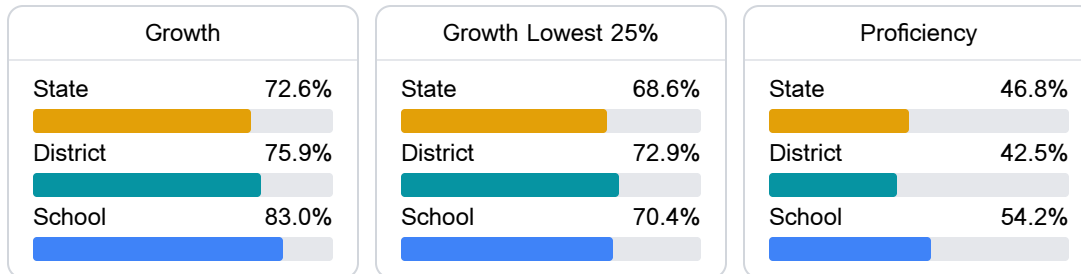 Growth
State 72.6%
District 75.9%
School 83.0%
Growth Lowest 25%
State 68.6%
District 72.9%
School 70.4%
Proficiency
State 46.8%
District 42.5%
School 54.2%